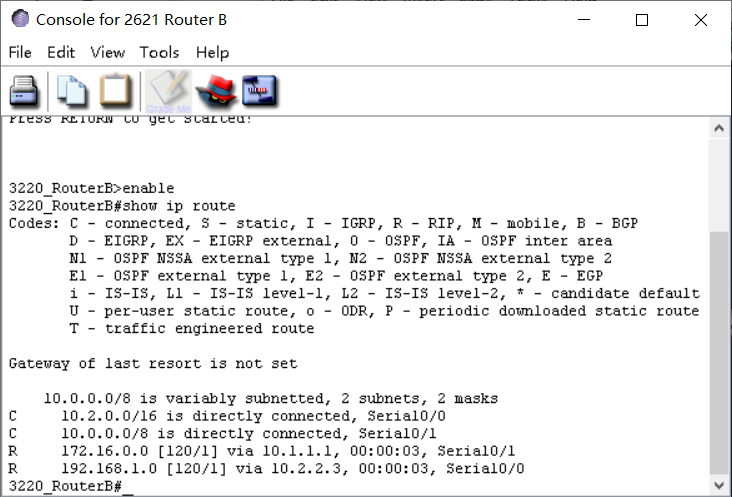 Console for 2621 Router B
File Edit View Tools Help
Grade Me
Press RETURN to get started!
3220_RouterB>enable
3220_RouterB#show ip route
Codes: C - connected, S - static, I - IGRP, R - RIP, M - mobile, B - BGP
       D - EIGRP, EX - EIGRP external, O - OSPF, IA - OSPF inter area
       N1 - OSPF NSSA external type 1, N2 - OSPF NSSA external type 2
       E1 - OSPF external type 1, E2 - OSPF external type 2, E - EGP
       i - IS-IS, L1 - IS-IS level-1, L2 - IS-IS level-2, * - candidate default
       U - per-user static route, o - ODR, P - periodic downloaded static route
       T - traffic engineered route
Gateway of last resort is not set
    10.0.0.0/8 is variably subnetted, 2 subnets, 2 masks
C     10.2.0.0/16 is directly connected, Serial0/0
C     10.0.0.0/8 is directly connected, Serial0/1
R     172.16.0.0 [120/1] via 10.1.1.1, 00:00:03, Serial0/1
R     192.168.1.0 [120/1] via 10.2.2.3, 00:00:03, Serial0/0
3220_RouterB#_